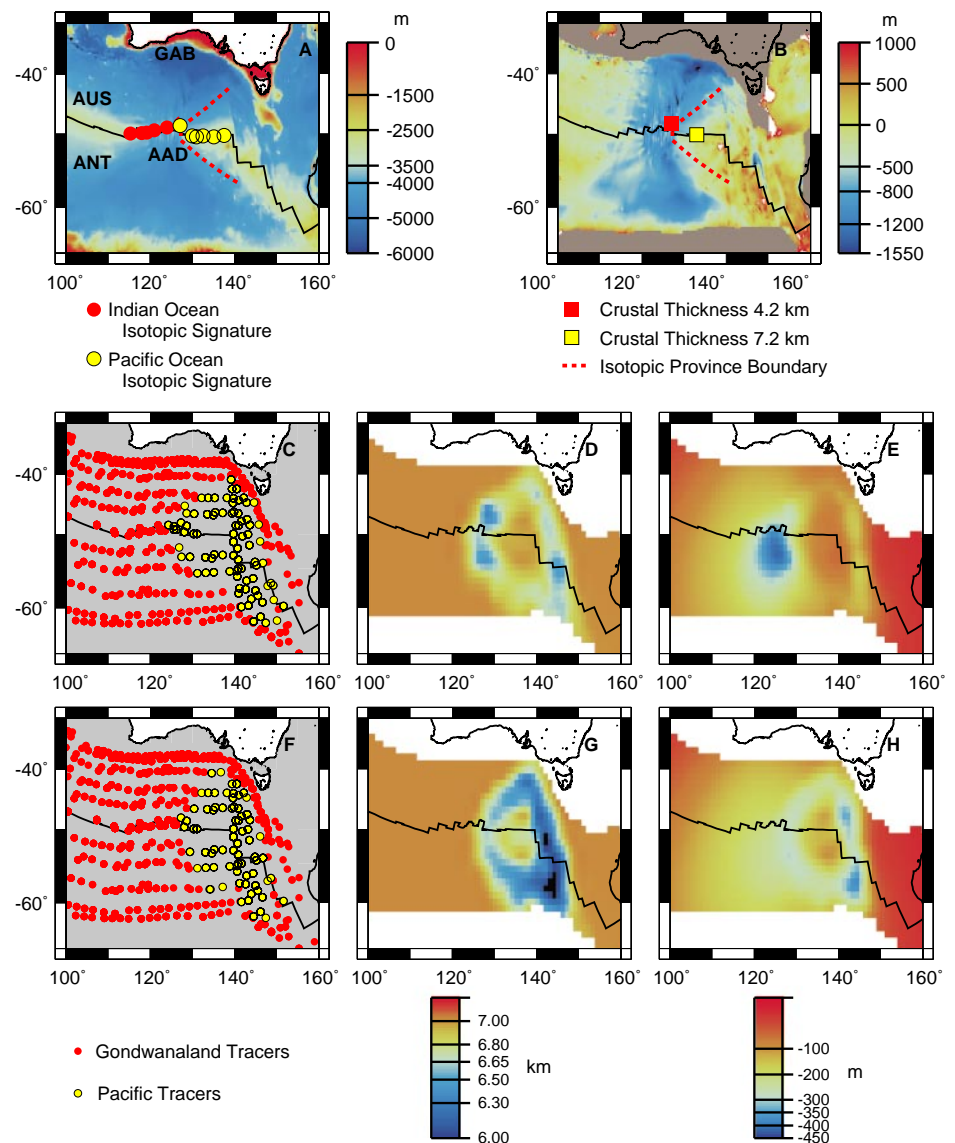 m m
A GAB B
0 1000
-40 -40
-1500 500
AUS
0
AAD -3000
ANT -3500 -500
-4000 -800
-60 -60
-5000 -1200
-6000 -1550
100˚ 120˚ 140˚ 160˚ 100˚ 120˚ 140˚ 160˚
Indian Ocean
Isotopic Signature
Pacific Ocean
Isotopic Signature
Crustal Thickness 4.2 km
Crustal Thickness 7.2 km
Isotopic Province Boundary
C D E
-40˚
-60˚
100˚ 120˚ 140˚ 160˚ 100˚ 120˚ 140˚ 160˚ 100˚ 120˚ 140˚ 160˚
F G H
-40˚
-60˚
100˚ 120˚ 140˚ 160˚ 100˚ 120˚ 140˚ 160˚ 100˚ 120˚ 140˚ 160˚
Gondwanaland Tracers
Pacific Tracers
7.00
6.80
6.65
6.50
6.30
6.00
km
-100
-200
-300
-350
-400
-450
m